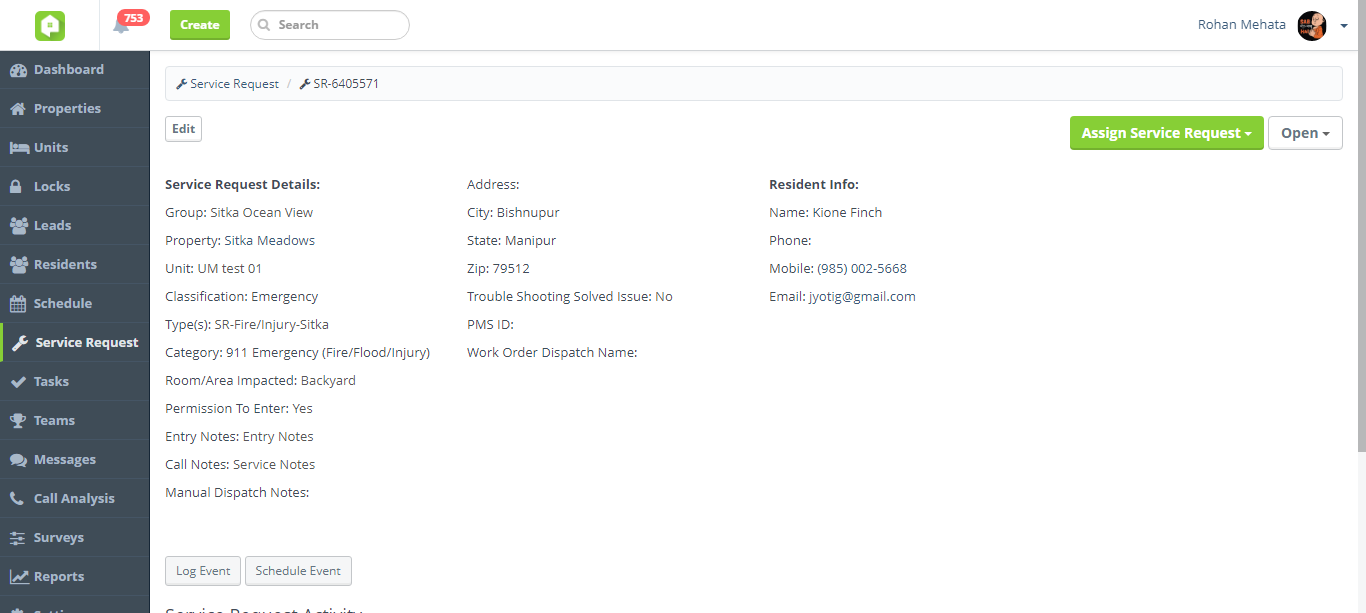 753
Create
Search
Rohan Mehata
Dashboard
Properties
Units
Locks
Leads
Residents
Schedule
Service Request
Tasks
Teams
Messages
Call Analysis
Surveys
Reports
Service Request / SR-6405571
Edit
Assign Service Request
Open
Service Request Details:
Group: Sitka Ocean View
Property: Sitka Meadows
Unit: UM test 01
Classification: Emergency
Type(s): SR-Fire/Injury-Sitka
Category: 911 Emergency (Fire/Flood/Injury)
Room/Area Impacted: Backyard
Permission To Enter: Yes
Entry Notes: Entry Notes
Call Notes: Service Notes
Manual Dispatch Notes:
Address:
City: Bishnupur
State: Manipur
Zip: 79512
Trouble Shooting Solved Issue: No
PMS ID:
Work Order Dispatch Name:
Resident Info:
Name: Kione Finch
Phone:
Mobile: (985) 002-5668
Email: jyotig@gmail.com
Log Event
Schedule Event
Service Request Activity